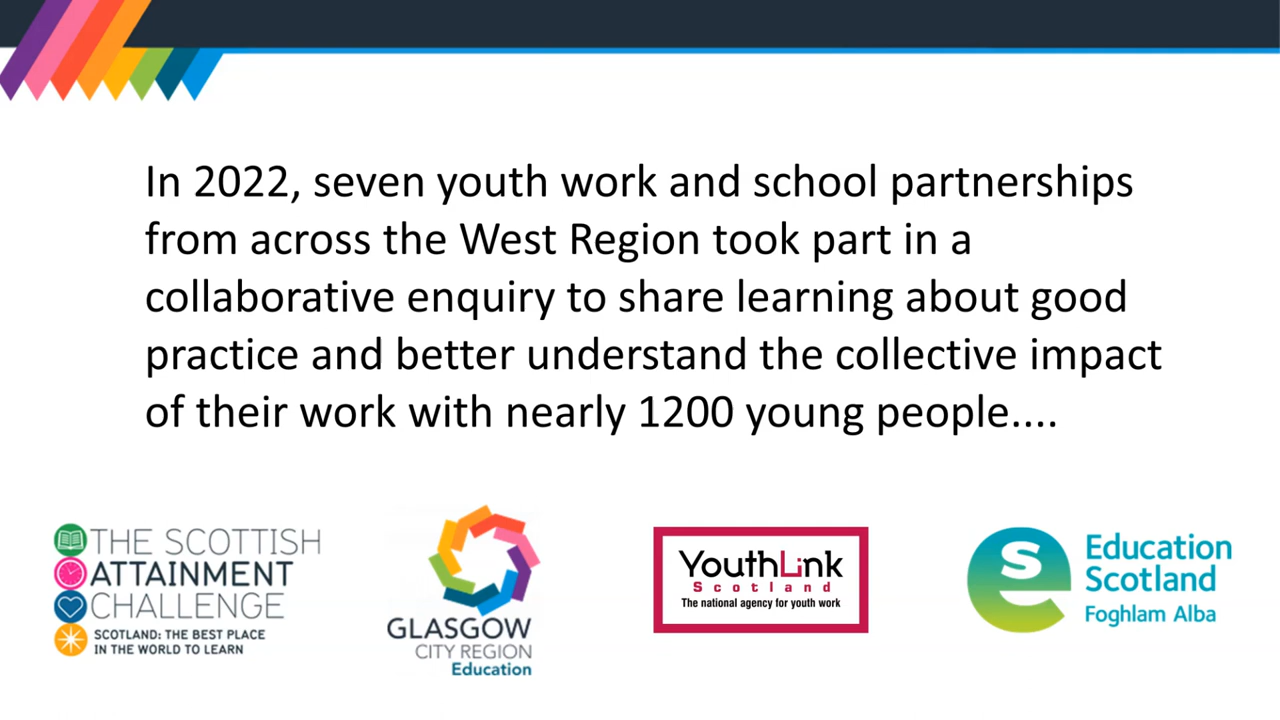 In 2022, seven youth work and school partnerships
from across the West Region took part in a
collaborative enquiry to share learning about good
practice and better understand the collective impact
of their work with nearly 1200 young people....
THE SCOTTISH
ATTAINMENT
CHALLENGE
SCOTLAND: THE BEST PLACE
IN THE WORLD TO LEARN
GLASGOW
CITY REGION
Education
YouthLink
Scotland
The national agency for youth work
Education
Scotland
Foghlam Alba